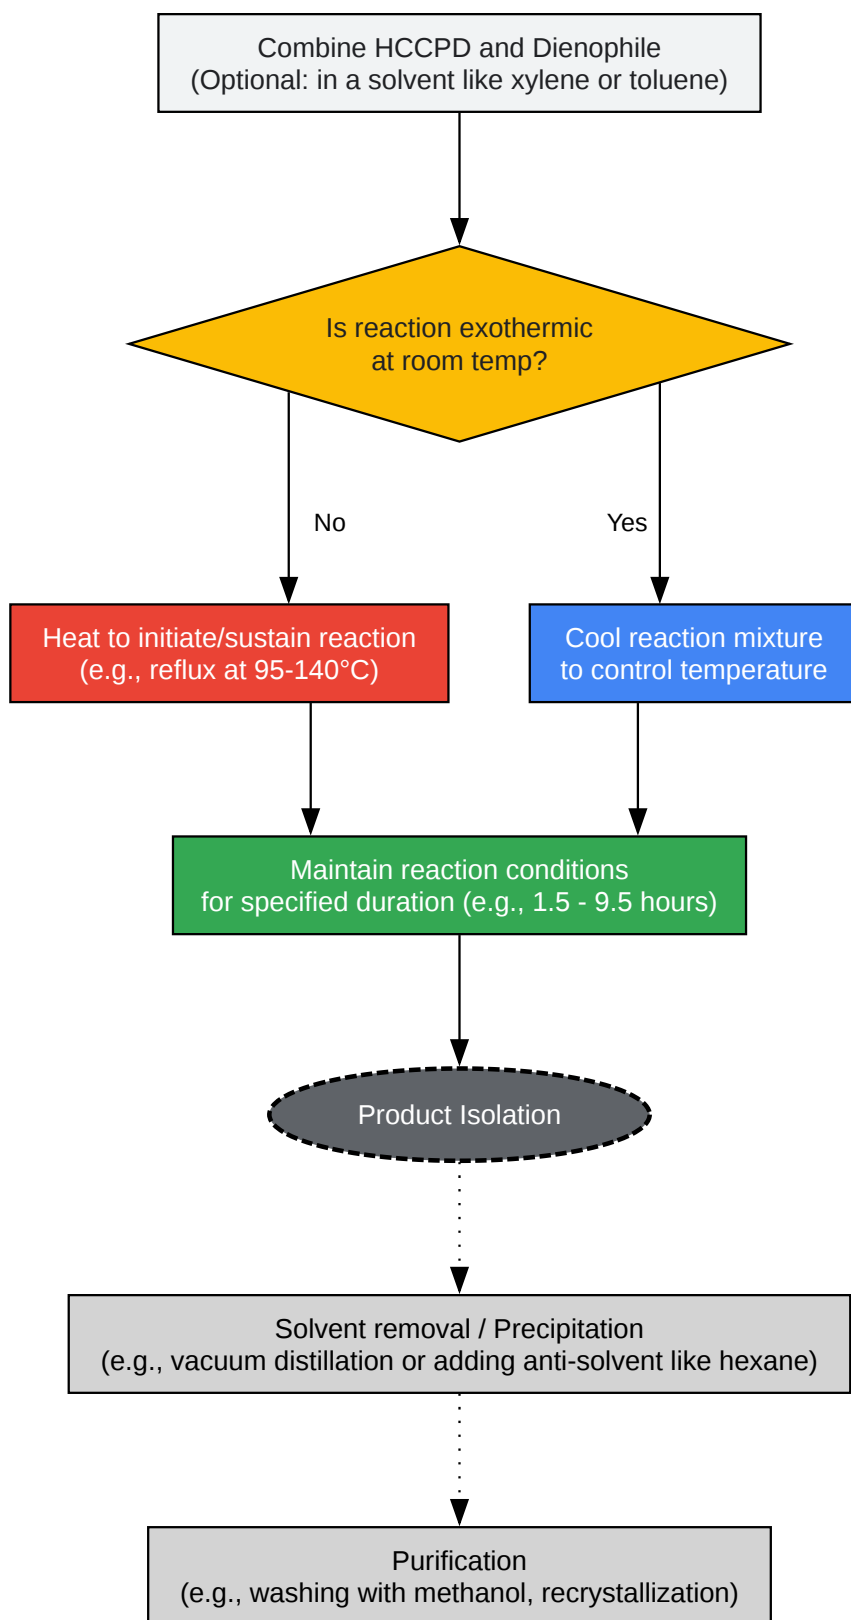 Combine HCCPD and Dienophile
(Optional: in a solvent like xylene or toluene)
Is reaction exothermic
at room temp?
No
Yes
Heat to initiate/sustain reaction
(e.g., reflux at 95-140°C)
Cool reaction mixture
to control temperature
Maintain reaction conditions
for specified duration (e.g., 1.5 - 9.5 hours)
Product Isolation
Solvent removal / Precipitation
(e.g., vacuum distillation or adding anti-solvent like hexane)
Purification
(e.g., washing with methanol, recrystallization)